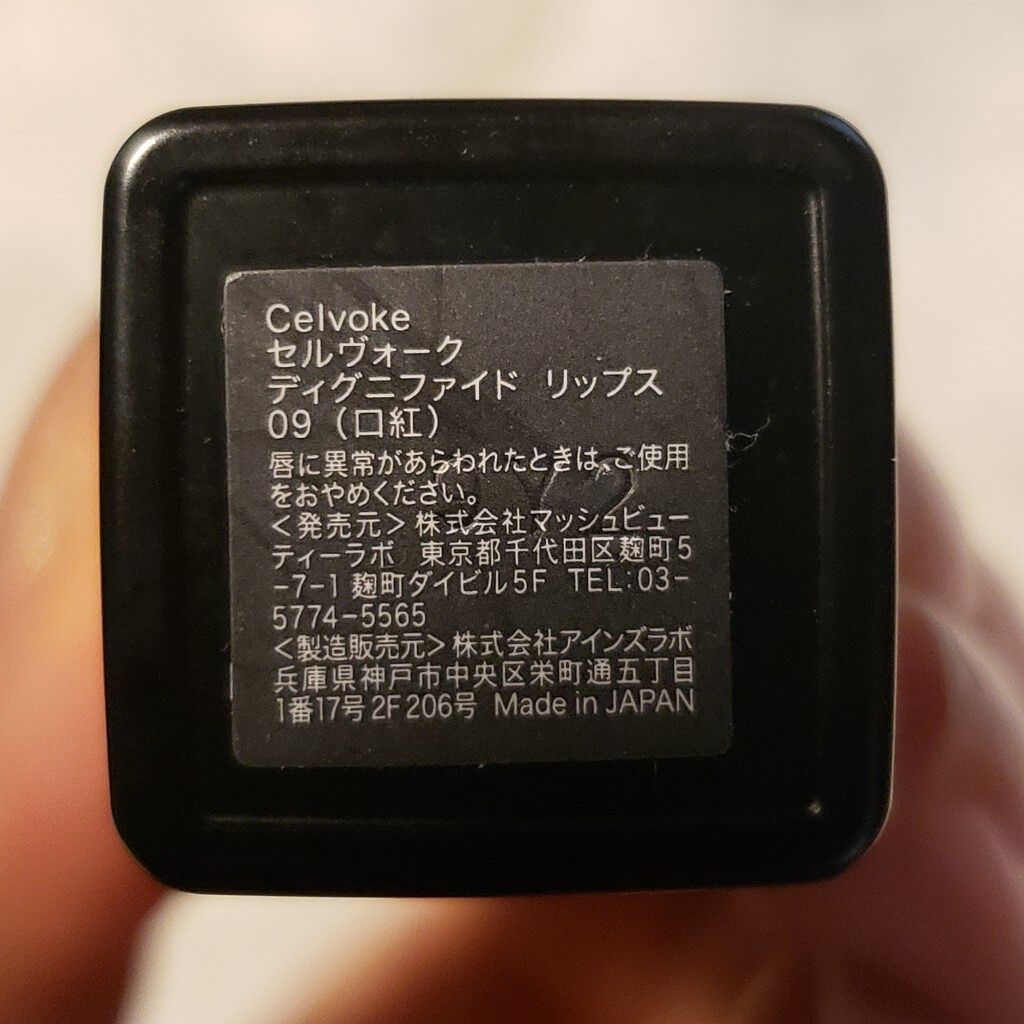 Celvoke
セルヴォーク
ディグニファイド リップス
09（口紅）
唇に異常があらわれたときは、ご使用
をおやめください。
＜発売元＞株式会社マッシュビュー
ティーラボ 東京都千代田区麹町5
-7-1 麹町ダイビル5F TEL:03-
5774-5565
＜製造販売元＞株式会社アインズラボ
兵庫県神戸市中央区栄町通五丁目
1番17号2F206号 Made in JAPAN